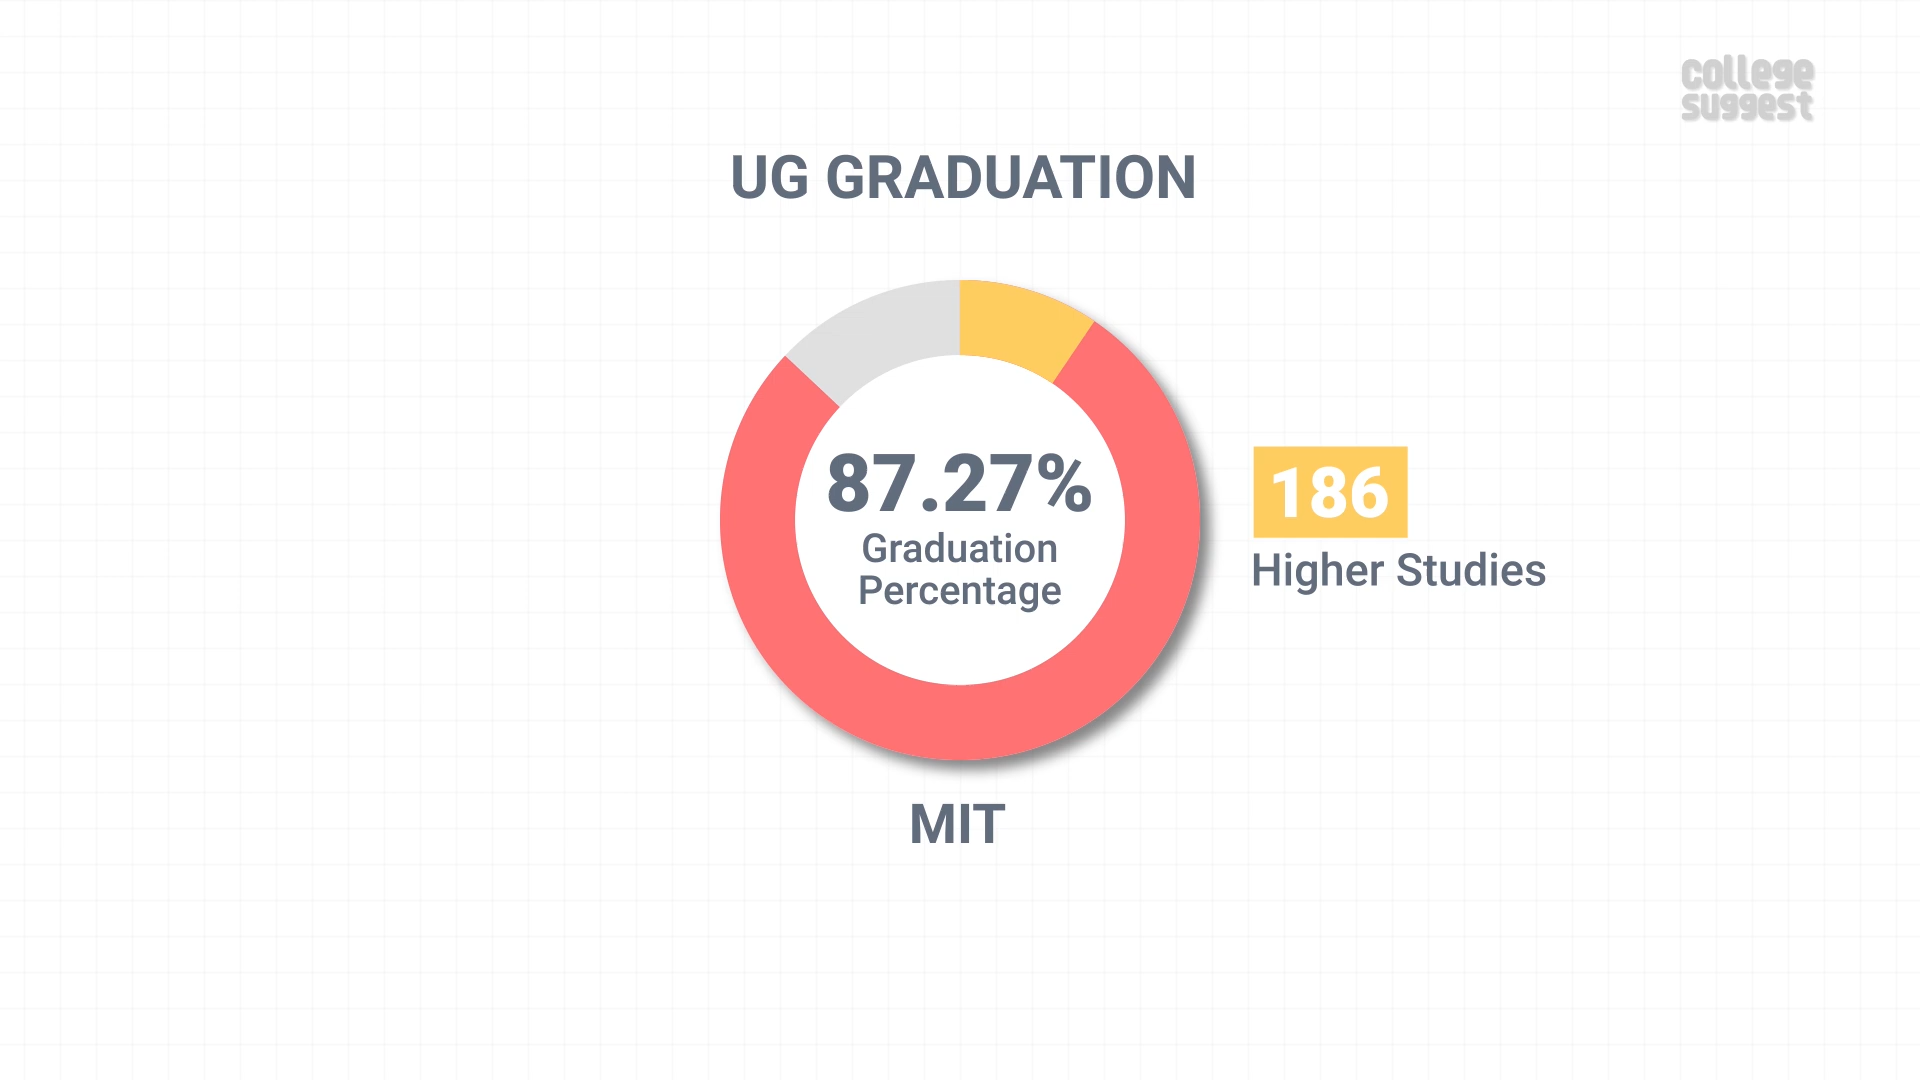 college
suggest
UG GRADUATION
87.27%
Graduation
Percentage
186
Higher Studies
MIT